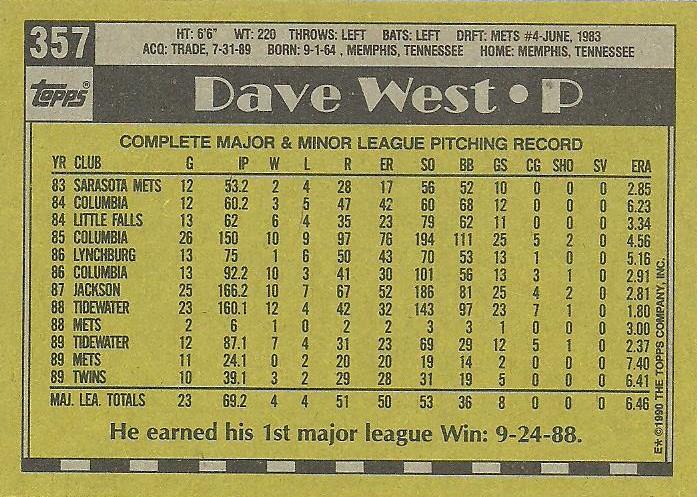 357
HT: 6'6" WT: 220 THROWS: LEFT BATS: LEFT DRFT: METS #4-JUNE, 1983
ACQ: TRADE, 7-31-89 BORN: 9-1-64, MEMPHIS, TENNESSEE HOME: MEMPHIS, TENNESSEE
TOPPS®
Dave West • P
COMPLETE MAJOR & MINOR LEAGUE PITCHING RECORD
YR CLUB G IP W L R ER SO BB GS CG SHO SV ERA
83 SARASOTA METS 12 53.2 2 4 28 17 56 52 10 0 0 0 2.85
84 COLUMBIA 12 60.2 3 5 47 42 60 68 12 0 0 0 6.23
84 LITTLE FALLS 13 62 6 4 35 23 79 62 11 0 0 0 3.34
85 COLUMBIA 26 150 10 9 97 76 194 111 25 5 2 0 4.56
86 LYNCHBURG 13 75 1 6 50 43 70 53 13 1 0 0 5.16
86 COLUMBIA 13 92.2 10 3 41 30 101 56 13 3 1 0 2.91
87 JACKSON 25 166.2 10 7 67 52 186 81 25 4 2 0 2.81
88 TIDEWATER 23 160.1 12 4 42 32 143 97 23 7 1 0 1.80
88 METS 2 6 1 0 2 2 3 3 1 0 0 0 3.00
89 TIDEWATER 12 87.1 7 4 31 23 69 29 12 5 1 0 2.37
89 METS 11 24.1 0 2 20 20 19 14 2 0 0 0 7.40
89 TWINS 10 39.1 3 2 29 28 31 19 5 0 0 0 6.41
MAJ. LEA. TOTALS 23 69.2 4 4 51 50 53 36 8 0 0 0 6.46
He earned his 1st major league Win: 9-24-88.
E* ©1990 THE TOPPS COMPANY, INC.